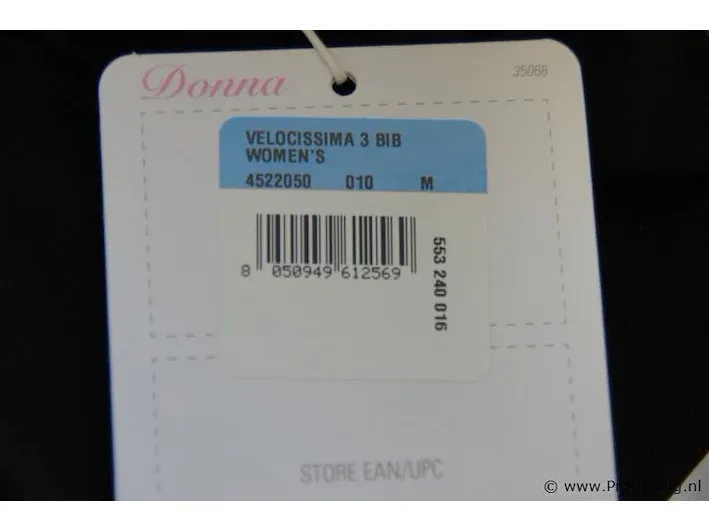 Donna
35068
VELOCISSIMA 3 BIB
WOMEN'S
4522050 010 M
8 050949 612569
553 240 016
STORE EAN/UPC